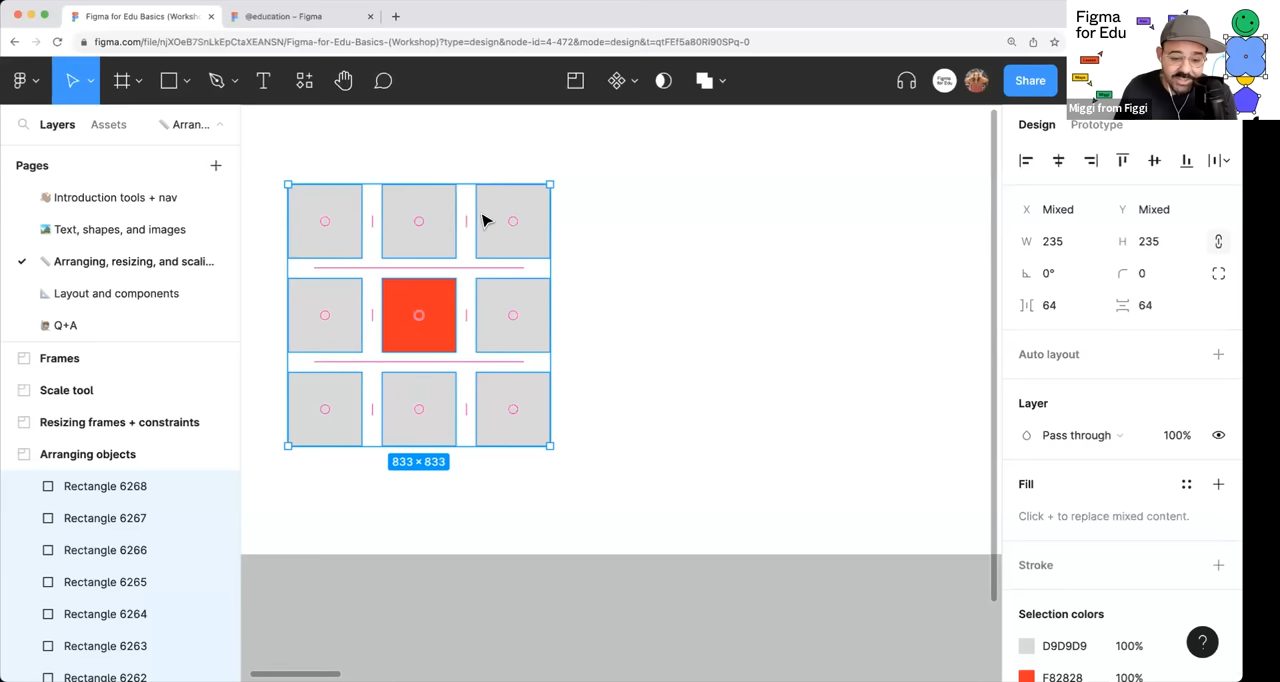 Figma for Edu Basics (Worksho
@education – Figma
figma.com/file/njXOeB7SnLkEpCtaXEANSN/Figma-for-Edu-Basics-(Workshop)?type=design&node-id=4-472&mode=design&t=qtFEf5a80RI90SPq-0
Figma
for Edu
Miggi from Figgi
Share
Layers
Assets
Arran...
Pages
Introduction tools + nav
Text, shapes, and images
Arranging, resizing, and scali...
Layout and components
Q+A
Frames
Scale tool
Resizing frames + constraints
Arranging objects
Rectangle 6268
Rectangle 6267
Rectangle 6266
Rectangle 6265
Rectangle 6264
Rectangle 6263
Rectangle 6262
833 × 833
Design
Prototype
X Mixed
Y Mixed
W 235
H 235
0°
0
64
64
Auto layout
Layer
Pass through
100%
Fill
Click + to replace mixed content.
Stroke
Selection colors
D9D9D9 100%
F82828 100%
?